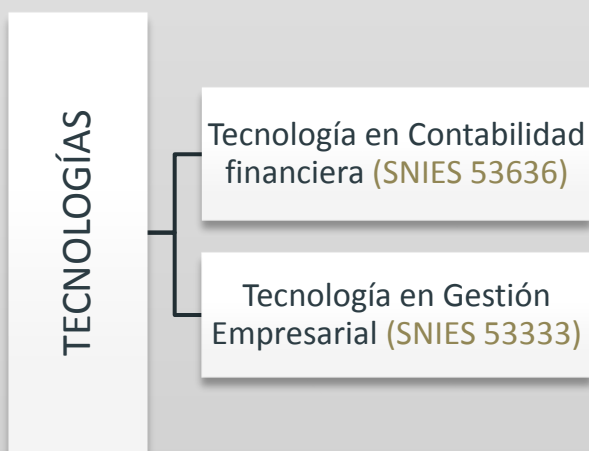 TECNOLOGÍAS
Tecnología en Contabilidad
financiera (SNIES 53636)
Tecnología en Gestión
Empresarial (SNIES 53333)